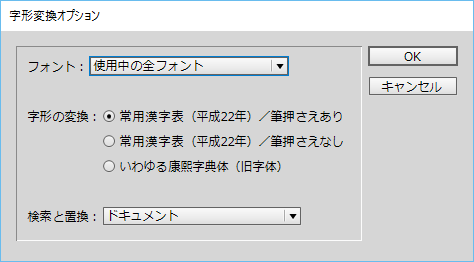 字形変換オプション
フォント：使用中の全フォント
OK
キャンセル
字形の変換：常用漢字表（平成22年）／筆押さえあり
常用漢字表（平成22年）／筆押さえなし
いわゆる康熙字典体（旧字体）
検索と置換：ドキュメント